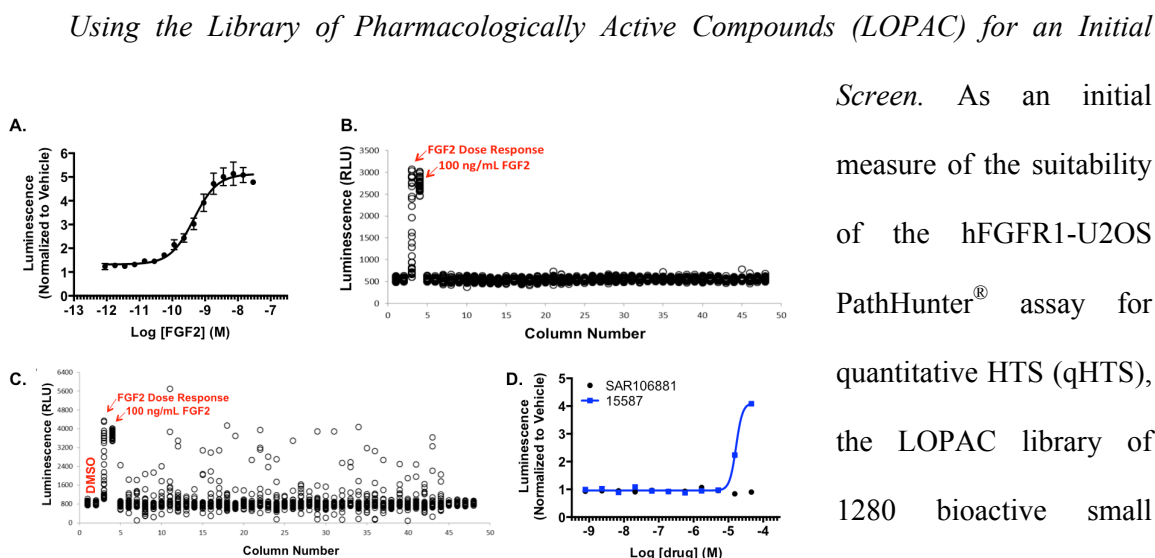 Using the Library of Pharmacologically Active Compounds (LOPAC) for an Initial
Screen. As an initial
measure of the suitability
of the hFGFR1-U2OS
PathHunter® assay for
quantitative HTS (qHTS),
the LOPAC library of
1280 bioactive small
A.
Luminescence
(Normalized to Vehicle)
6
5
4
3
2
1
0
-13 -12 -11 -10 -9 -8 -7
Log [FGF2] (M)
B.
Luminescence (RLU)
3500
3000
2500
2000
1500
1000
500
0
FGF2 Dose Response
100 ng/mL FGF2
0 5 10 15 20 25 30 35 40 45 50
Column Number
C.
Luminescence (RLU)
6400
5600
4800
4000
3200
2400
1600
800
0
FGF2 Dose Response
100 ng/mL FGF2
DMSO
0 5 10 15 20 25 30 35 40 45 50
Column Number
D.
Luminescence
(Normalized to Vehicle)
5
4
3
2
1
0
SAR106881
15587
-9 -8 -7 -6 -5 -4
Log [drug] (M)